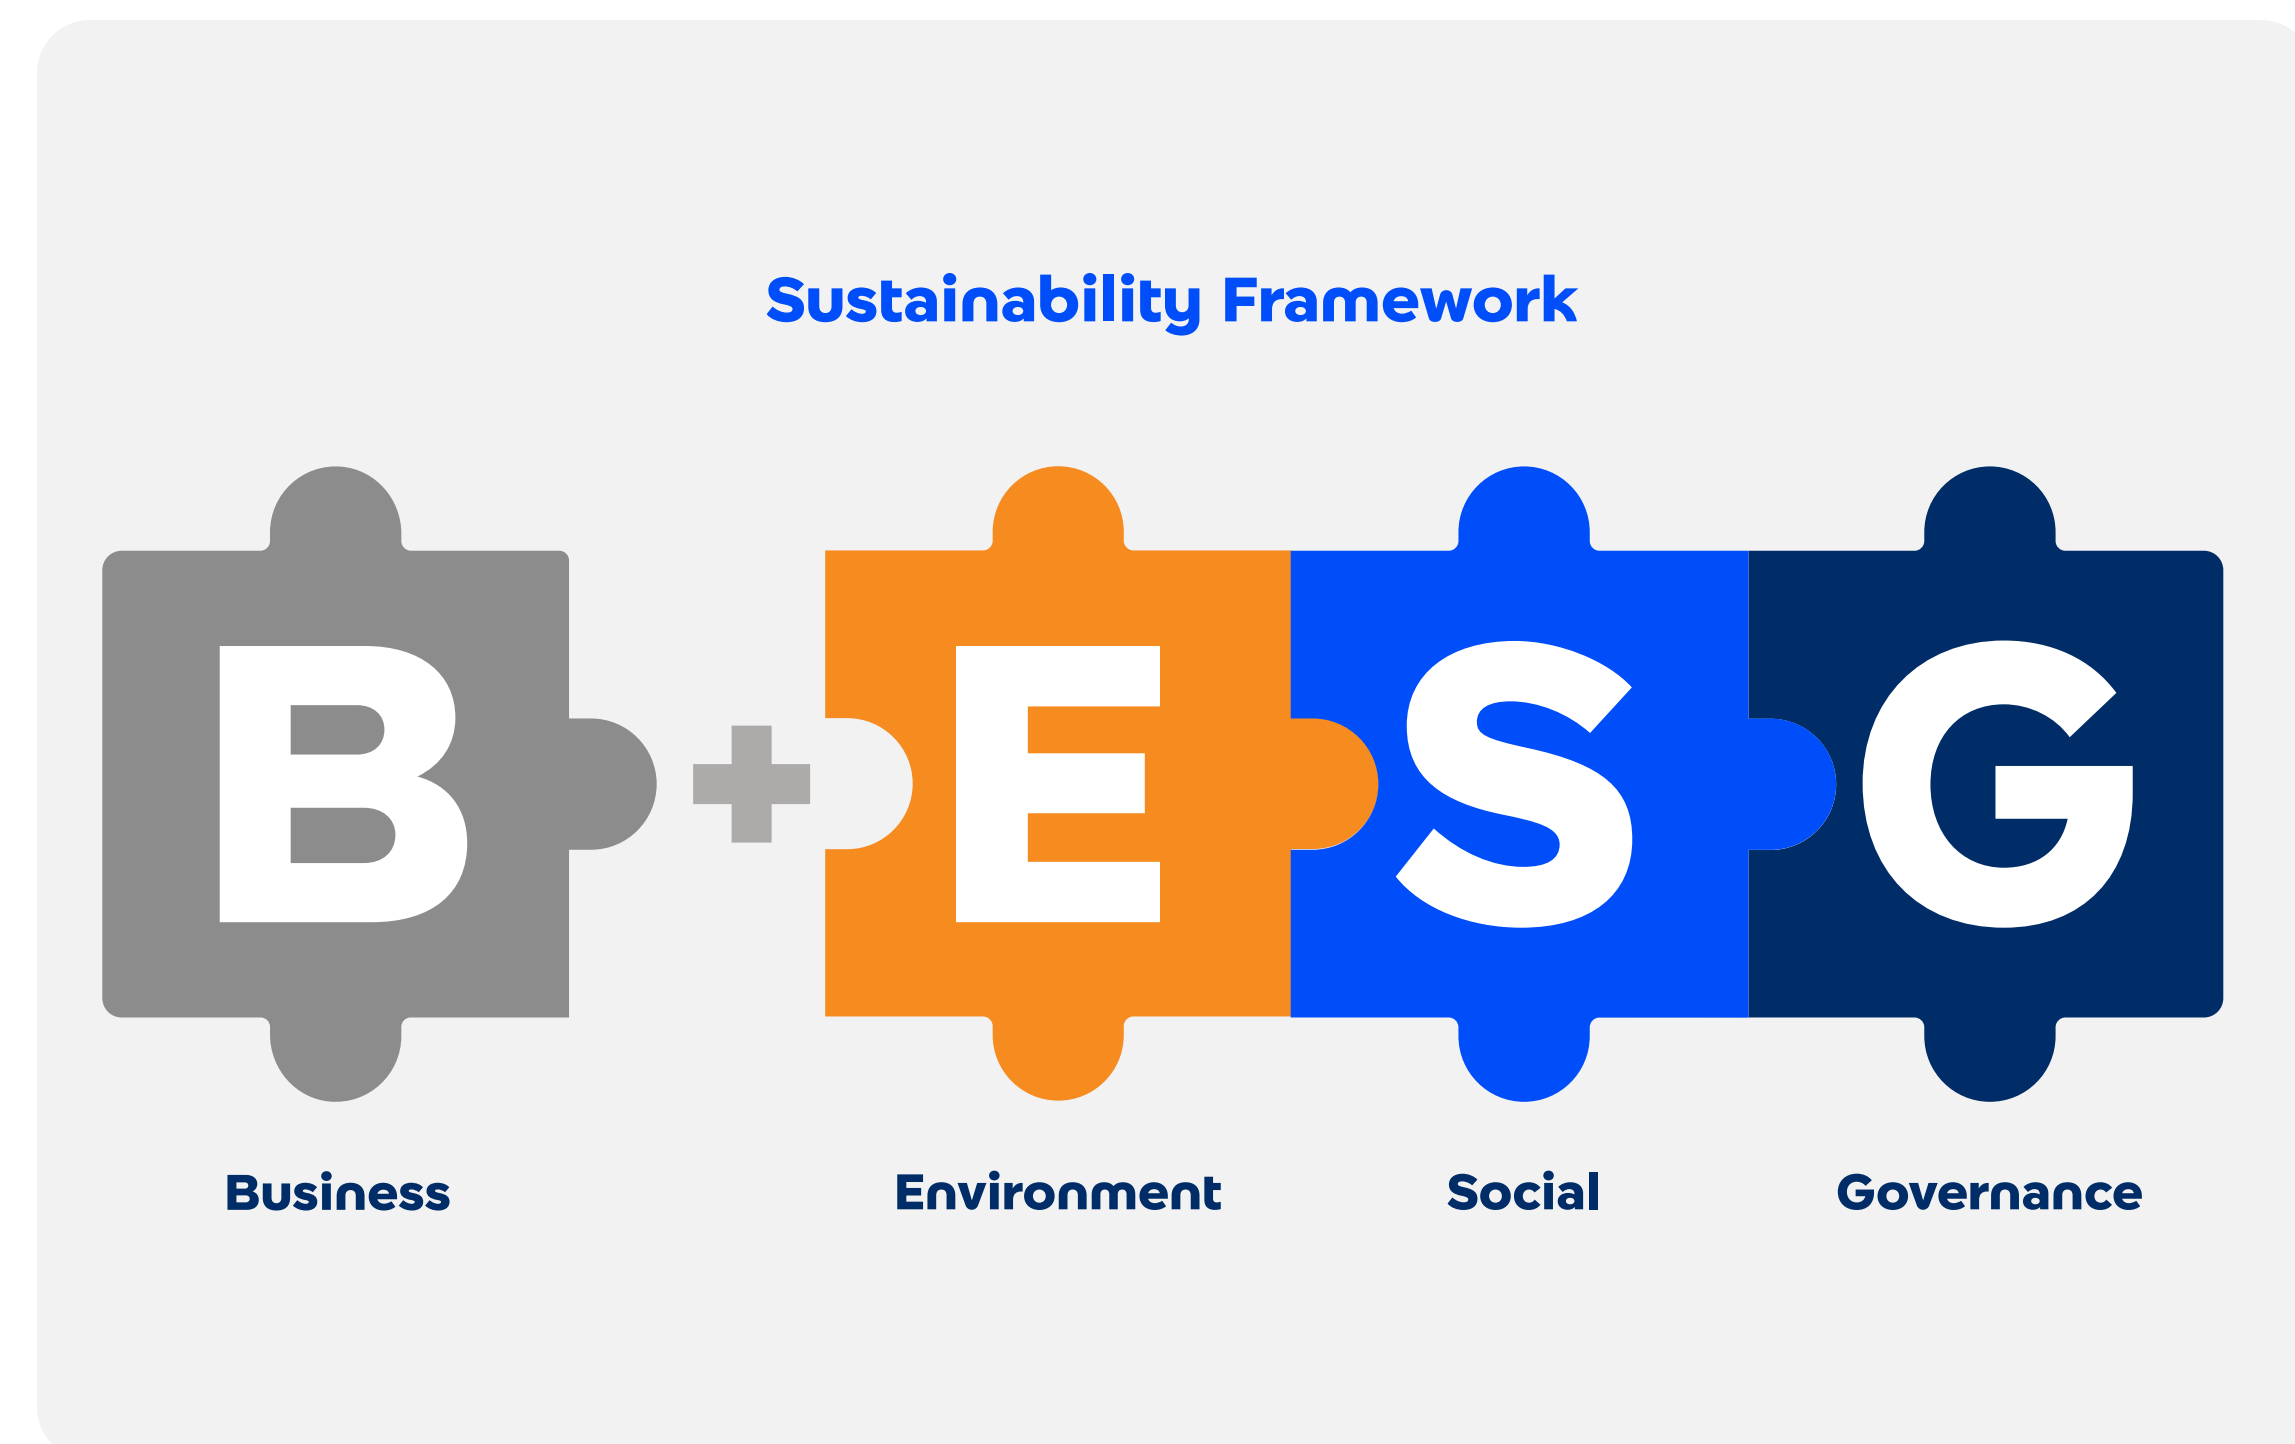 Sustainability Framework
B + E S G
Business Environment Social Governance